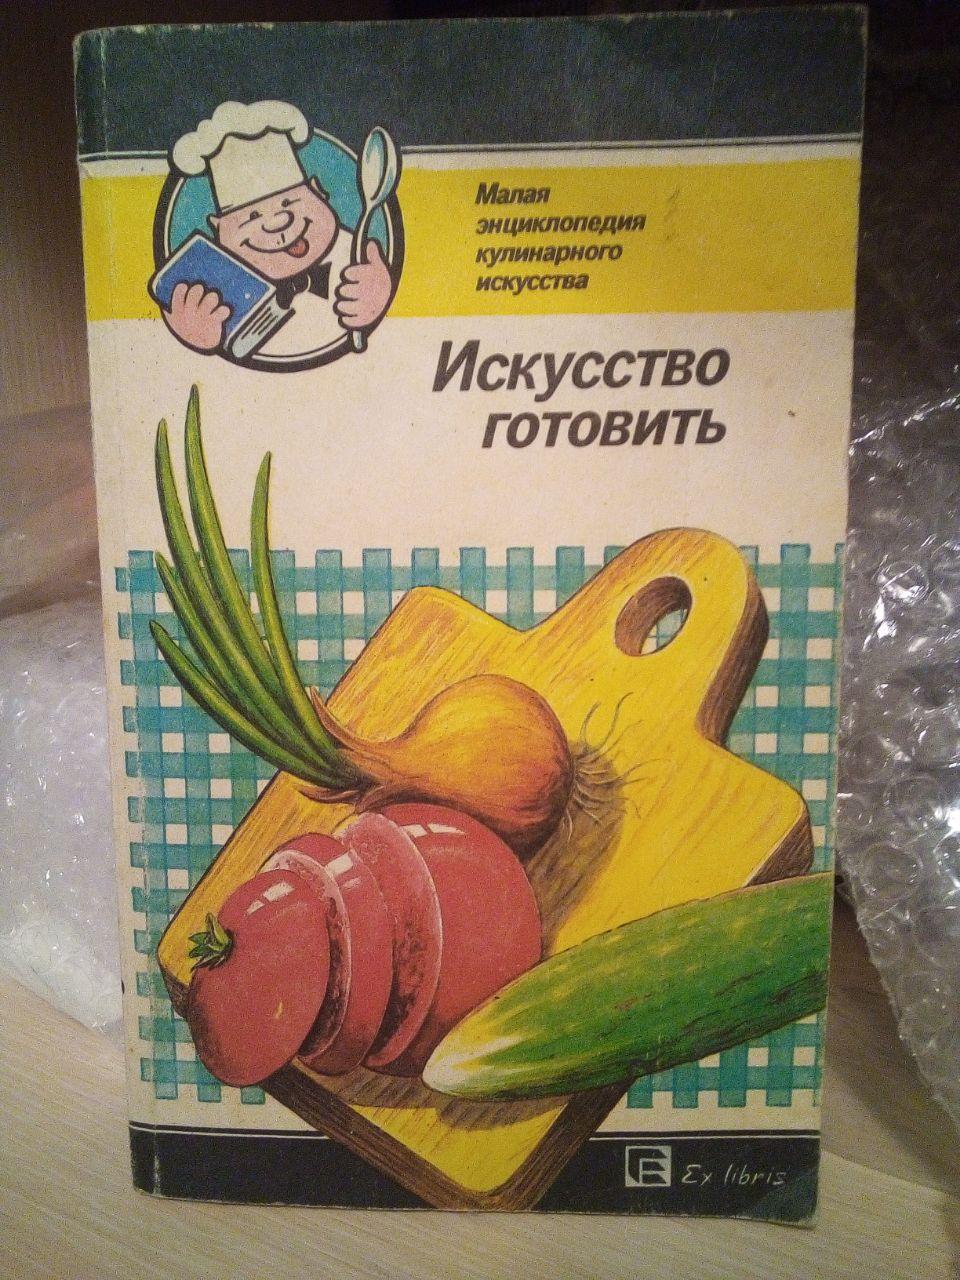 Малая
энциклопедия
кулинарного
искусства
Искусство
готовить
Ex libris